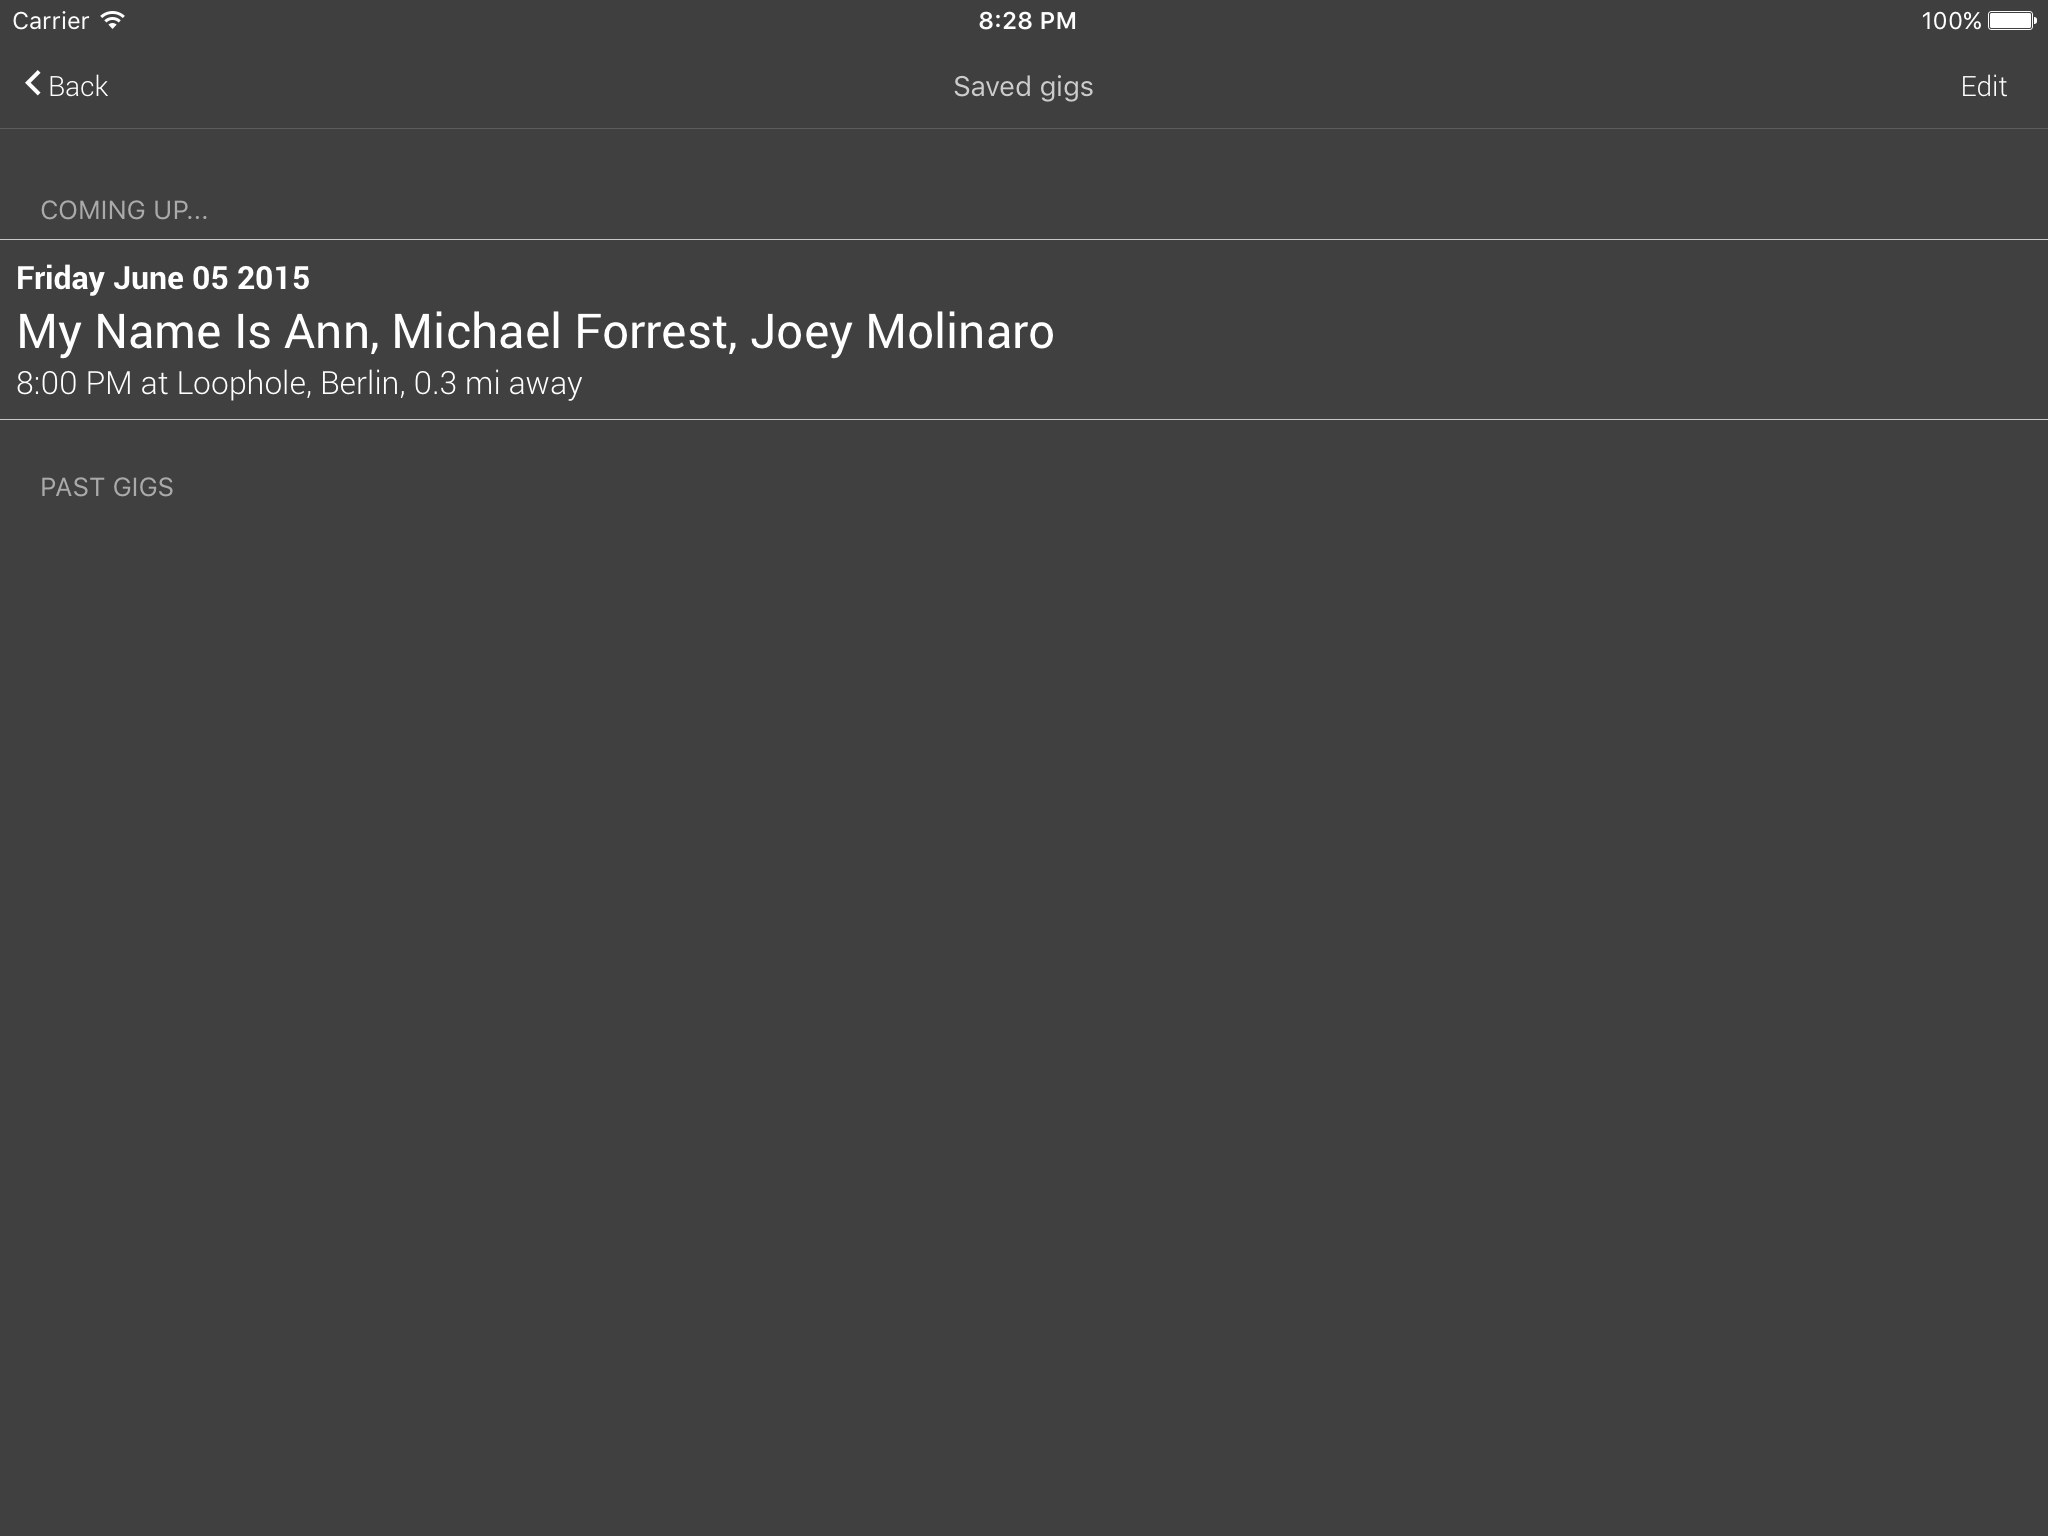 Carrier
8:28 PM
100%
Back
Saved gigs
Edit
COMING UP...
Friday June 05 2015
My Name Is Ann, Michael Forrest, Joey Molinaro
8:00 PM at Loophole, Berlin, 0.3 mi away
PAST GIGS